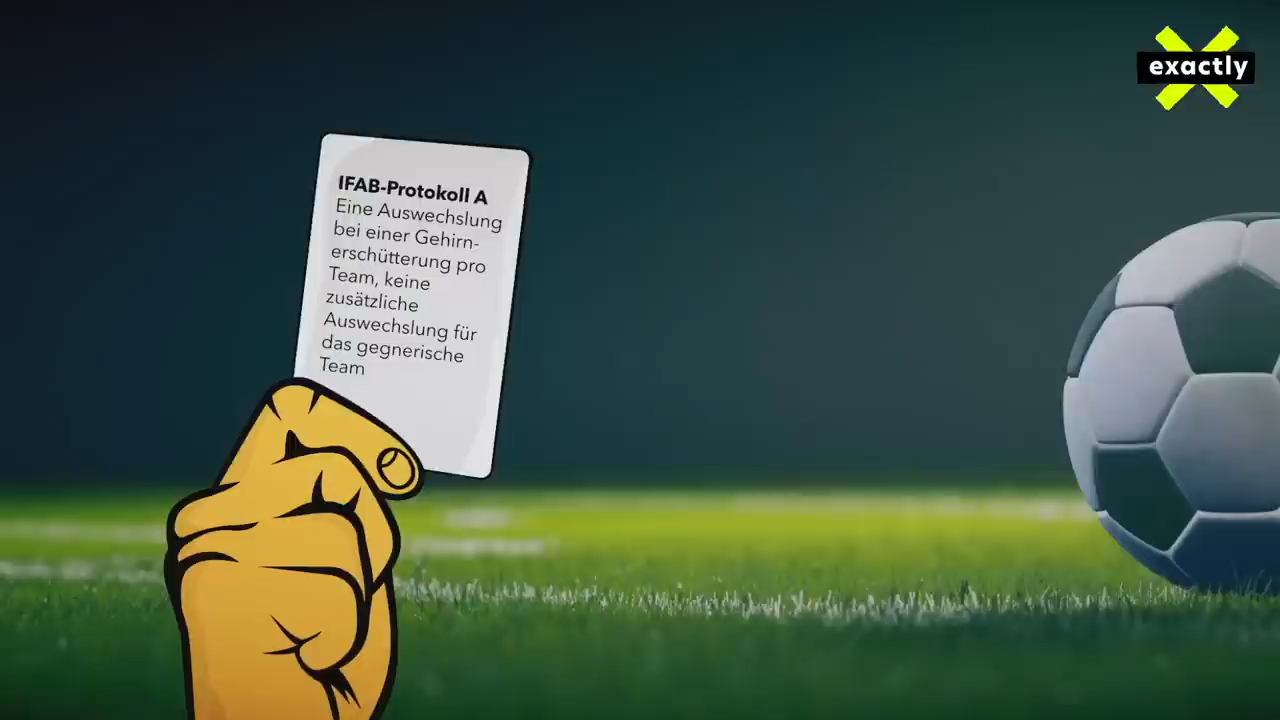 exactly
IFAB-Protokoll A
Eine Auswechslung
bei einer Gehirn-
erschütterung pro
Team, keine
zusätzliche
Auswechslung für
das gegnerische
Team